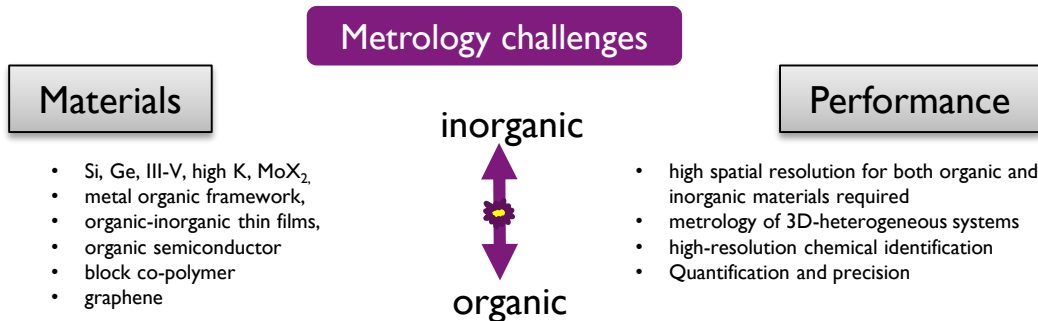 Metrology challenges
Materials
• Si, Ge, III-V, high K, MoX2,
• metal organic framework,
• organic-inorganic thin films,
• organic semiconductor
• block co-polymer
• graphene
inorganic
organic
Performance
• high spatial resolution for both organic and
inorganic materials required
• metrology of 3D-heterogeneous systems
• high-resolution chemical identification
• Quantification and precision